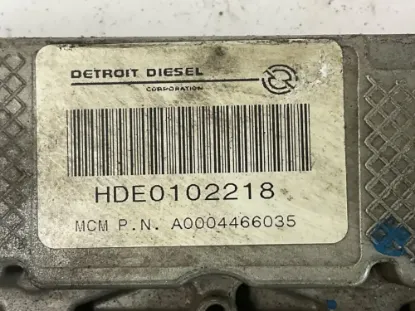 DETROIT DIESEL
CORPORATION
HDE0102218
MCM P.N. A0004466035